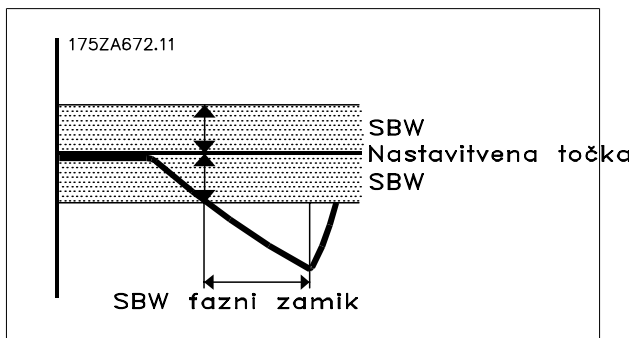 175ZA672.11
SBW
Nastavitvena točka
SBW
SBW fazni zamik